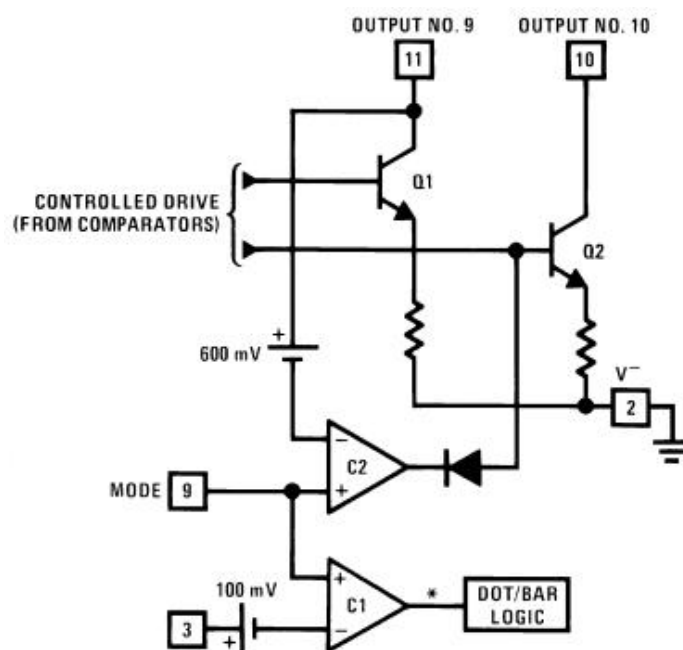 OUTPUT NO. 9
OUTPUT NO. 10
11
10
Q1
CONTROLLED DRIVE
(FROM COMPARATORS)
Q2
+
600 mV
V−
2
−
C2
+
MODE 9
100 mV
+
C1
−
*
DOT/BAR
LOGIC
3
+